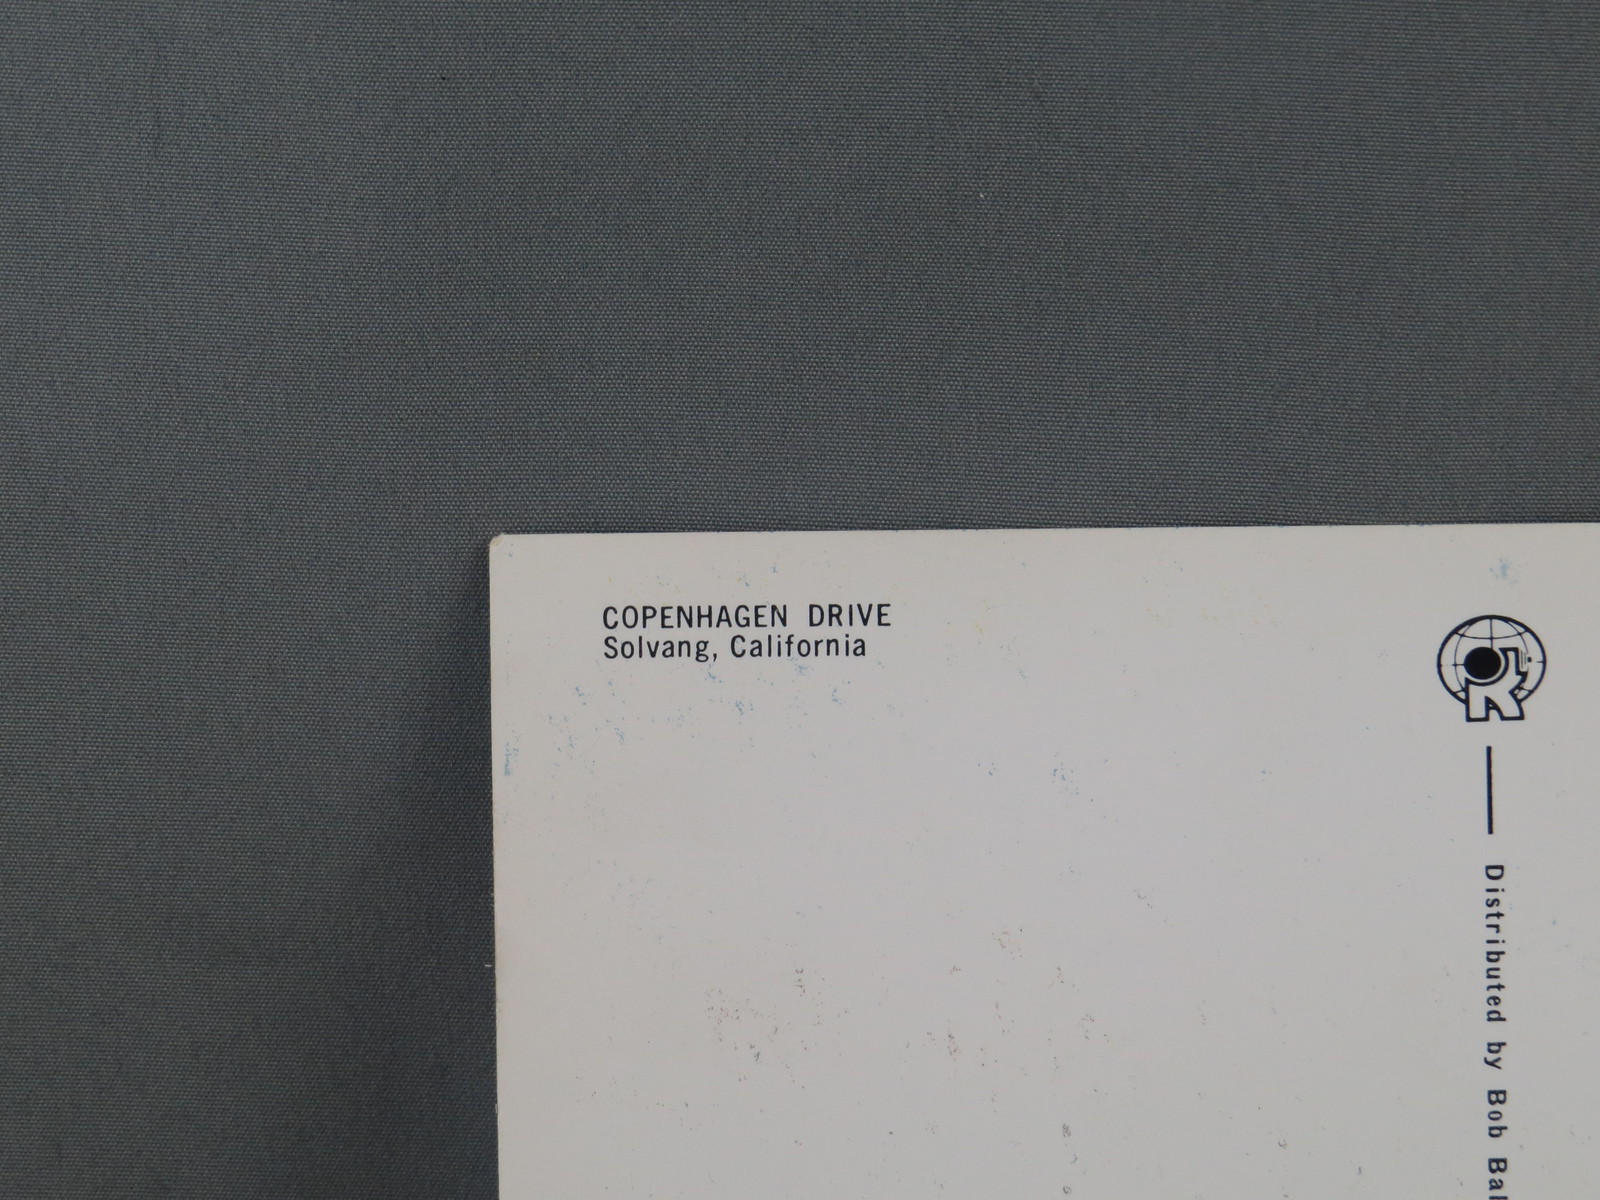 COPENHAGEN DRIVE
Solvang, California
K
Distributed by Bob